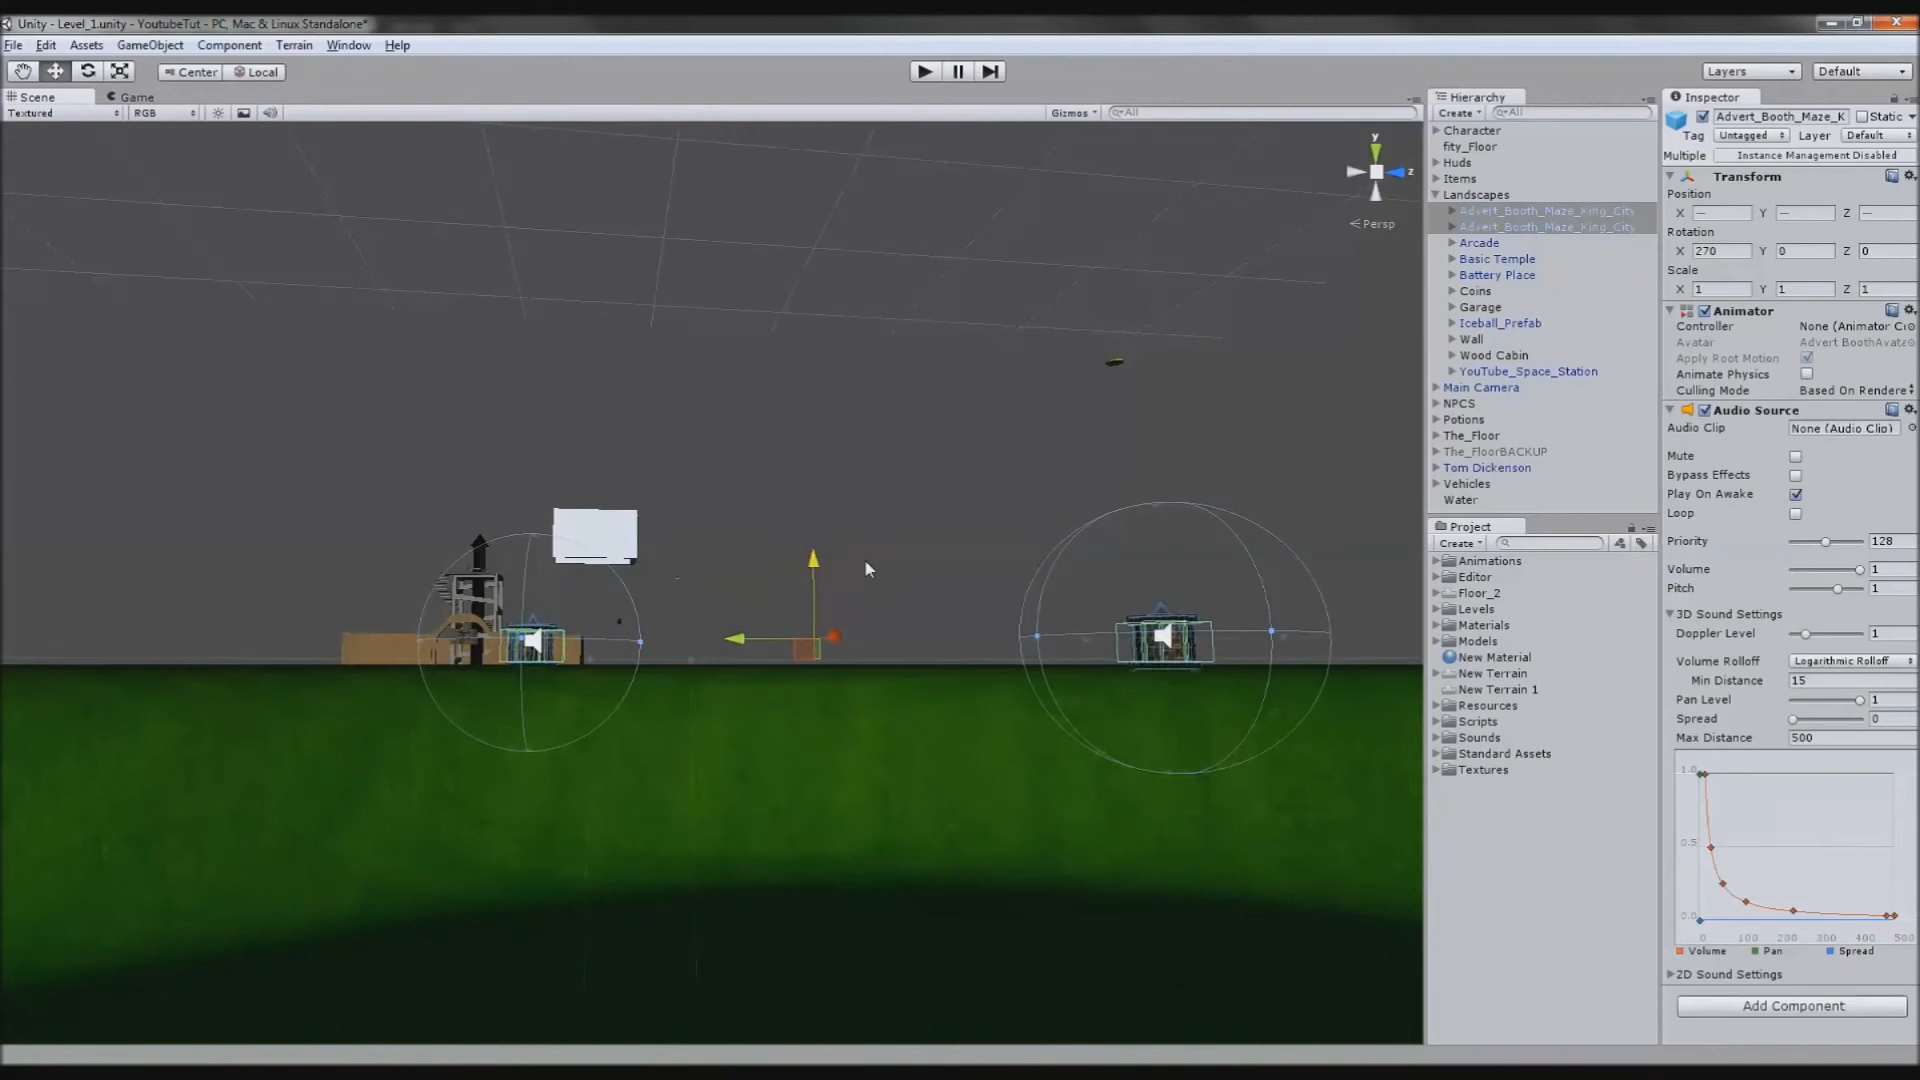 Unity - Level_1.unity - YoutubeTut - PC, Mac & Linux Standalone*
File Edit Assets GameObject Component Terrain Window Help
Center Local Layers Default
Scene Game
Textured RGB Gizmos All
y
z
Persp
Hierarchy
Create All
Character
fity_Floor
Huds
Items
Landscapes
Advert_Booth_Maze_King_City
Advert_Booth_Maze_King_City
Arcade
Basic Temple
Battery Place
Coins
Garage
Iceball_Prefab
Wall
Wood Cabin
YouTube_Space_Station
Main Camera
NPCS
Potions
The_Floor
The_FloorBACKUP
Tom Dickenson
Vehicles
Water
Project
Create
Animations
Editor
Floor_2
Levels
Materials
Models
New Material
New Terrain
New Terrain 1
Resources
Scripts
Sounds
Standard Assets
Textures
Inspector
Advert_Booth_Maze_K Static
Tag Untagged Layer Default
Multiple Instance Management Disabled
Transform
Position
X — Y — Z —
Rotation
X 270 Y 0 Z 0
Scale
X 1 Y 1 Z 1
Animator
Controller None (Animator Co
Avatar Advert BoothAvata
Apply Root Motion
Animate Physics
Culling Mode Based On Rendere
Audio Source
Audio Clip None (Audio Clip)
Mute
Bypass Effects
Play On Awake
Loop
Priority 128
Volume 1
Pitch 1
3D Sound Settings
Doppler Level 1
Volume Rolloff Logarithmic Rolloff
Min Distance 15
Pan Level 1
Spread 0
Max Distance 500
1.0
0.5
0.0
0 100 200 300 400 500
Volume Pan Spread
2D Sound Settings
Add Component